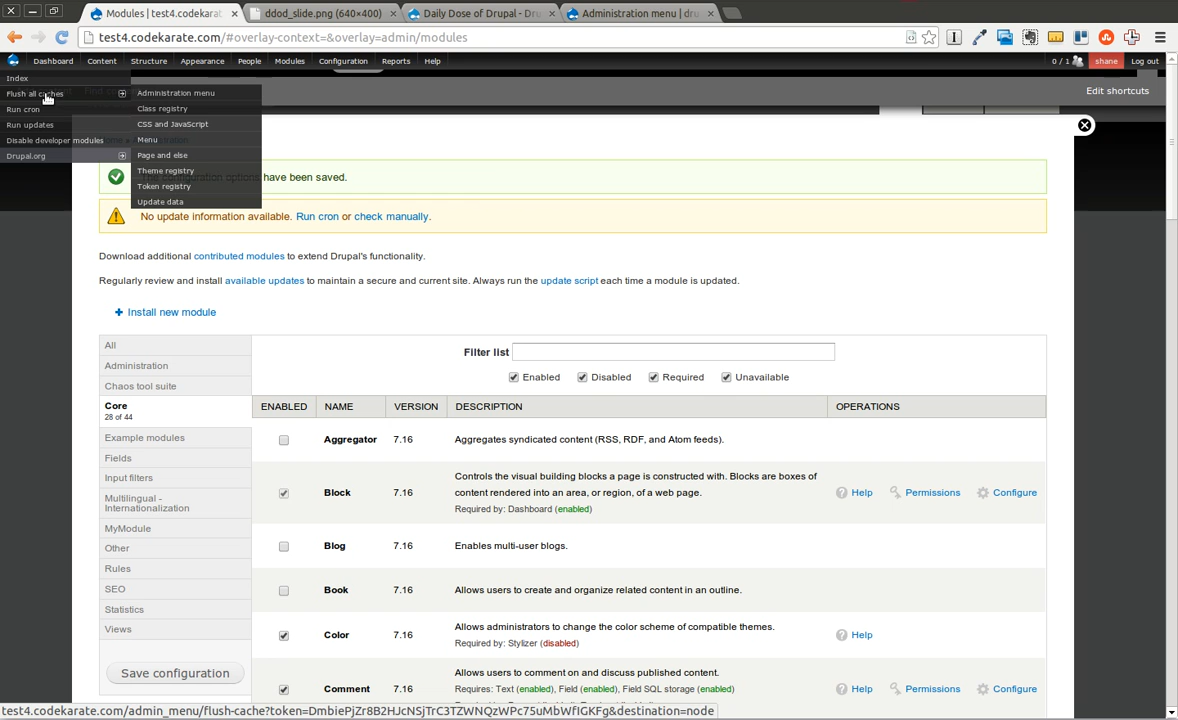 Modules | test4.codekarat
ddod_slide.png (640×400)
Daily Dose of Drupal - Dr
Administration menu | dru
test4.codekarate.com/#overlay-context=&overlay=admin/modules
Dashboard Content Structure Appearance People Modules Configuration Reports Help 0 / 1 share Log out
Index
Flush all caches
Run cron
Run updates
Disable developer modules
Drupal.org
Administration menu
Class registry
CSS and JavaScript
Menu
Page and else
Theme registry
Token registry
Update data
Edit shortcuts
have been saved.
No update information available. Run cron or check manually.
Download additional contributed modules to extend Drupal's functionality.
Regularly review and install available updates to maintain a secure and current site. Always run the update script each time a module is updated.
+ Install new module
All
Administration
Chaos tool suite
Core
28 of 44
Example modules
Fields
Input filters
Multilingual -
Internationalization
MyModule
Other
Rules
SEO
Statistics
Views
Save configuration
Filter list
Enabled Disabled Required Unavailable
ENABLED NAME VERSION DESCRIPTION OPERATIONS
Aggregator 7.16 Aggregates syndicated content (RSS, RDF, and Atom feeds).
Controls the visual building blocks a page is constructed with. Blocks are boxes of
Block 7.16 content rendered into an area, or region, of a web page. Help Permissions Configure
Required by: Dashboard (enabled)
Blog 7.16 Enables multi-user blogs.
Book 7.16 Allows users to create and organize related content in an outline.
Color 7.16 Allows administrators to change the color scheme of compatible themes. Help
Required by: Stylizer (disabled)
Allows users to comment on and discuss published content.
Comment 7.16 Requires: Text (enabled), Field (enabled), Field SQL storage (enabled) Help Permissions Configure
test4.codekarate.com/admin_menu/flush-cache?token=DmbiePjZr8B2HJcNSjTrC3TZWNQzWPc75uMbWfIGKFg&destination=node